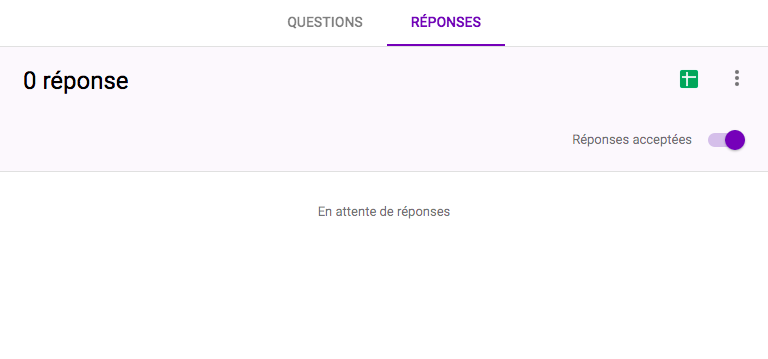 QUESTIONS RÉPONSES
0 réponse
Réponses acceptées
En attente de réponses